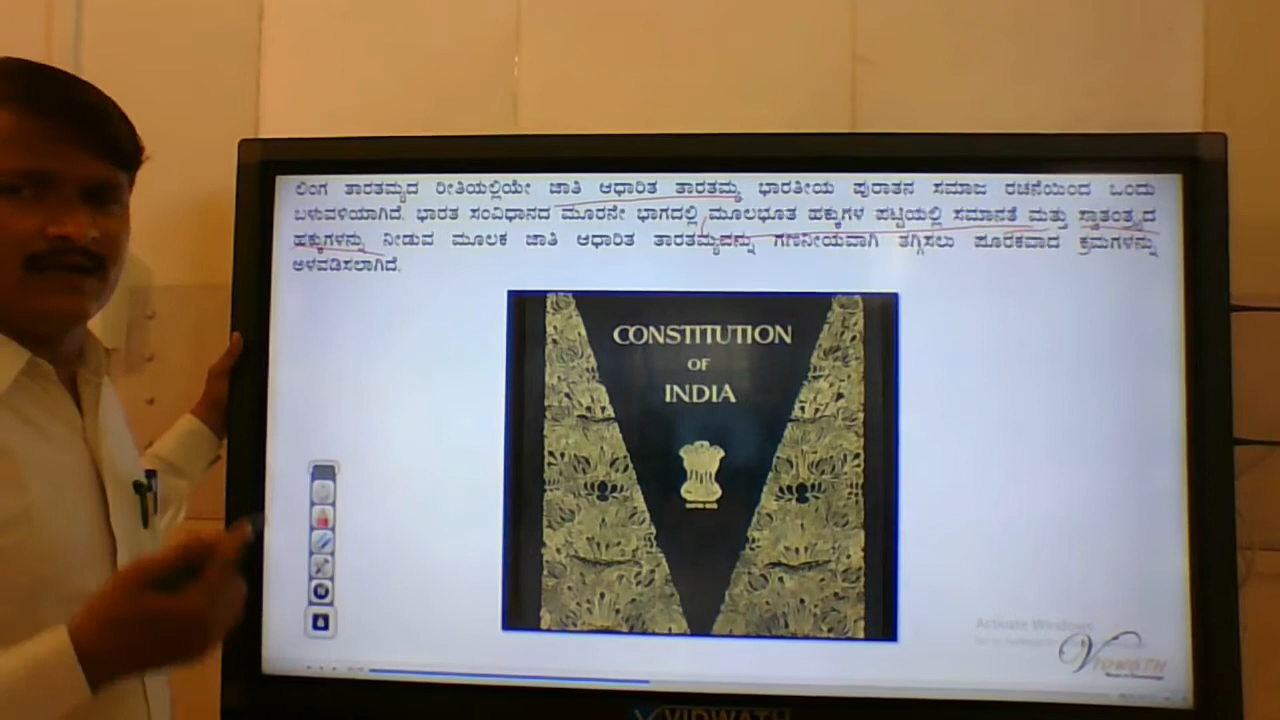 ಲಿಂಗ ತಾರತಮ್ಯದ ರೀತಿಯಲ್ಲಿಯೇ ಜಾತಿ ಆಧಾರಿತ ತಾರತಮ್ಯ ಭಾರತೀಯ ಪುರಾತನ ಸಮಾಜ ರಚನೆಯಿಂದ ಒಂದು
ಬಳುವಳಿಯಾಗಿದೆ. ಭಾರತ ಸಂವಿಧಾನದ ಮೂರನೇ ಭಾಗದಲ್ಲಿ ಮೂಲಭೂತ ಹಕ್ಕುಗಳ ಪಟ್ಟಿಯಲ್ಲಿ ಸಮಾನತೆ ಮತ್ತು ಸ್ವಾತಂತ್ರ್ಯದ
ಹಕ್ಕುಗಳನ್ನು ನೀಡುವ ಮೂಲಕ ಜಾತಿ ಆಧಾರಿತ ತಾರತಮ್ಯವನ್ನು ಗಣನೀಯವಾಗಿ ತಗ್ಗಿಸಲು ಪೂರಕವಾದ ಕ್ರಮಗಳನ್ನು
ಅಳವಡಿಸಲಾಗಿದೆ.
CONSTITUTION
OF
INDIA
Activate Windows
VIDWATH
VIDWATH